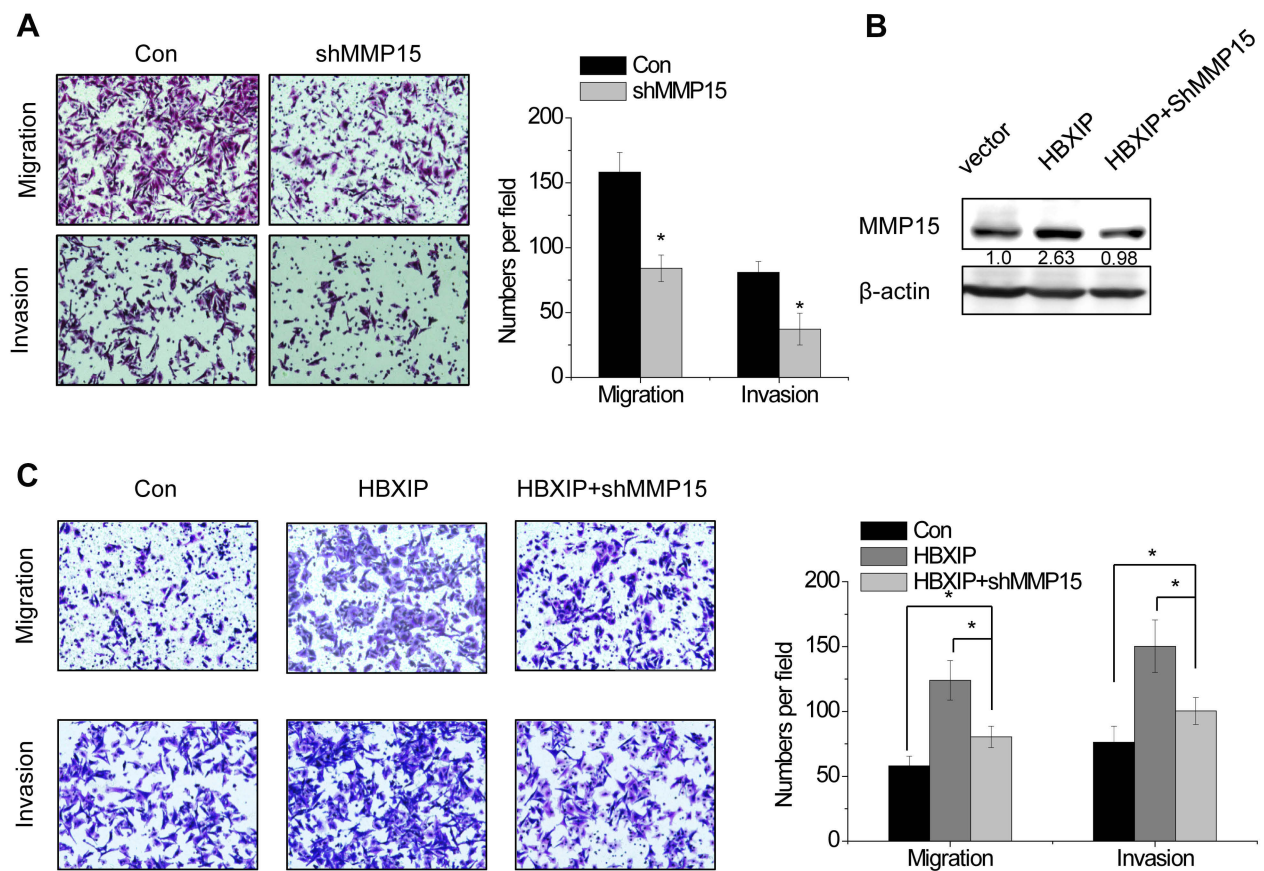 A
Con
shMMP15
Migration
Invasion
Con
shMMP15
Numbers per field
200
150
100
50
0
*
*
Migration
Invasion
B
vector
HBXIP
HBXIP+ShMMP15
MMP15
1.0 2.63 0.98
β-actin
C
Con
HBXIP
HBXIP+shMMP15
Migration
Invasion
Con
HBXIP
HBXIP+shMMP15
Numbers per field
200
150
100
50
0
*
*
*
*
Migration
Invasion